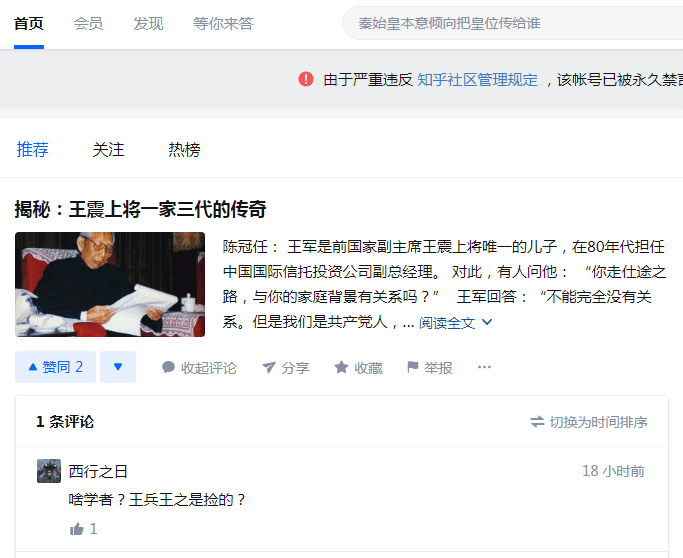 首页 会员 发现 等你来答 秦始皇本意倾向把皇位传给谁
由于严重违反 知乎社区管理规定 ，该帐号已被永久禁言
推荐 关注 热榜
揭秘：王震上将一家三代的传奇
陈冠任： 王军是前国家副主席王震上将唯一的儿子，在80年代担任
中国国际信托投资公司副总经理。 对此，有人问他： “你走仕途之
路，与你的家庭背景有关系吗？” 王军回答：“不能完全没有关
系。但是我们是共产党人，... 阅读全文
赞同 2 收起评论 分享 收藏 举报 ···
1 条评论 切换为时间排序
西行之日 18 小时前
啥学者？王兵王之是捡的？
1